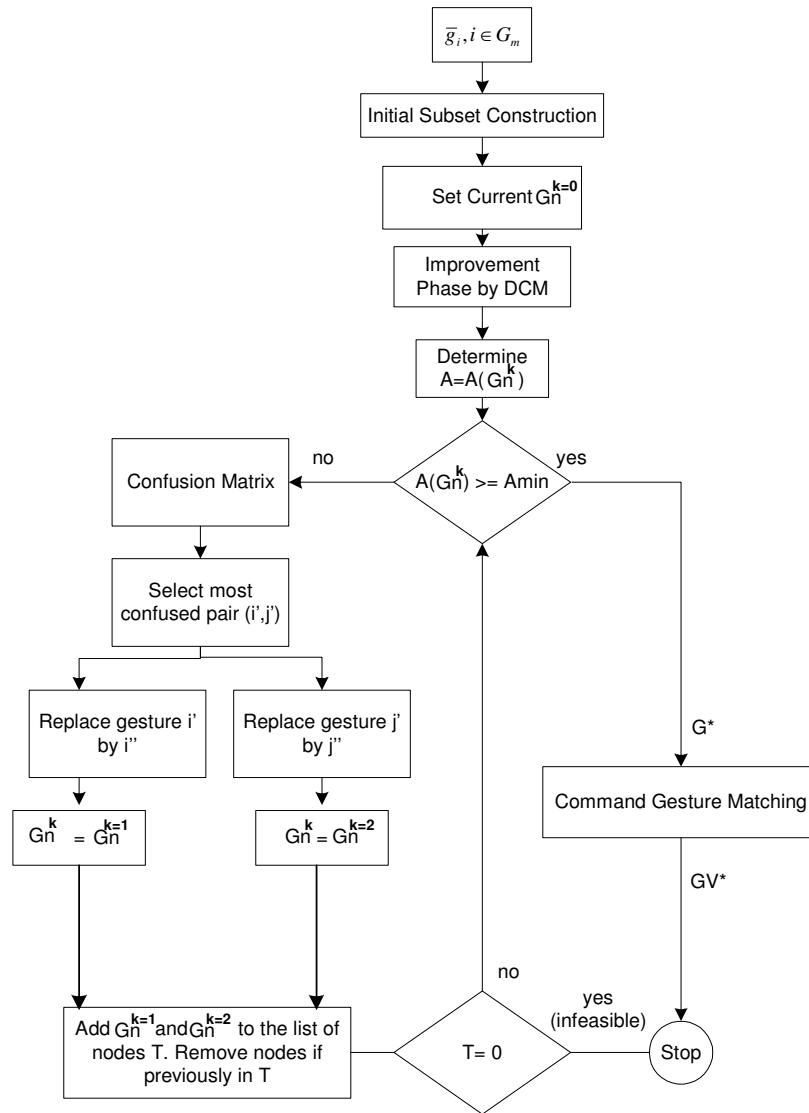 g̅ᵢ, i ∈ Gₘ
Initial Subset Construction
Set Current Gn^k=0
Improvement
Phase by DCM
Determine
A=A(Gn^k)
no
yes
A(Gn^k) >= Amin
Confusion Matrix
Select most
confused pair (i',j')
Replace gesture i'
by i''
Replace gesture j'
by j''
G*
Command Gesture Matching
Gn^k = Gn^k=1
Gn^k = Gn^k=2
GV*
no
yes
(infeasible)
Add Gn^k=1 and Gn^k=2 to the list of
nodes T. Remove nodes if
previously in T
T= 0
Stop